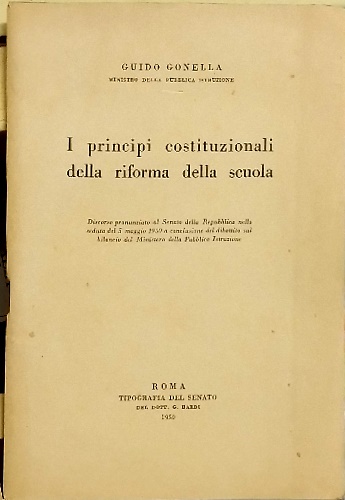 GUIDO GONELLA
MINISTRO DELLA PUBBLICA ISTRUZIONE
I principi costituzionali
della riforma della scuola
Discorso pronunciato al Senato della Repubblica nella
seduta del 5 maggio 1950 a conclusione del dibattito sul
bilancio del Ministero della Pubblica Istruzione
ROMA
TIPOGRAFIA DEL SENATO
DEL DOTT. G. BARDI
1950